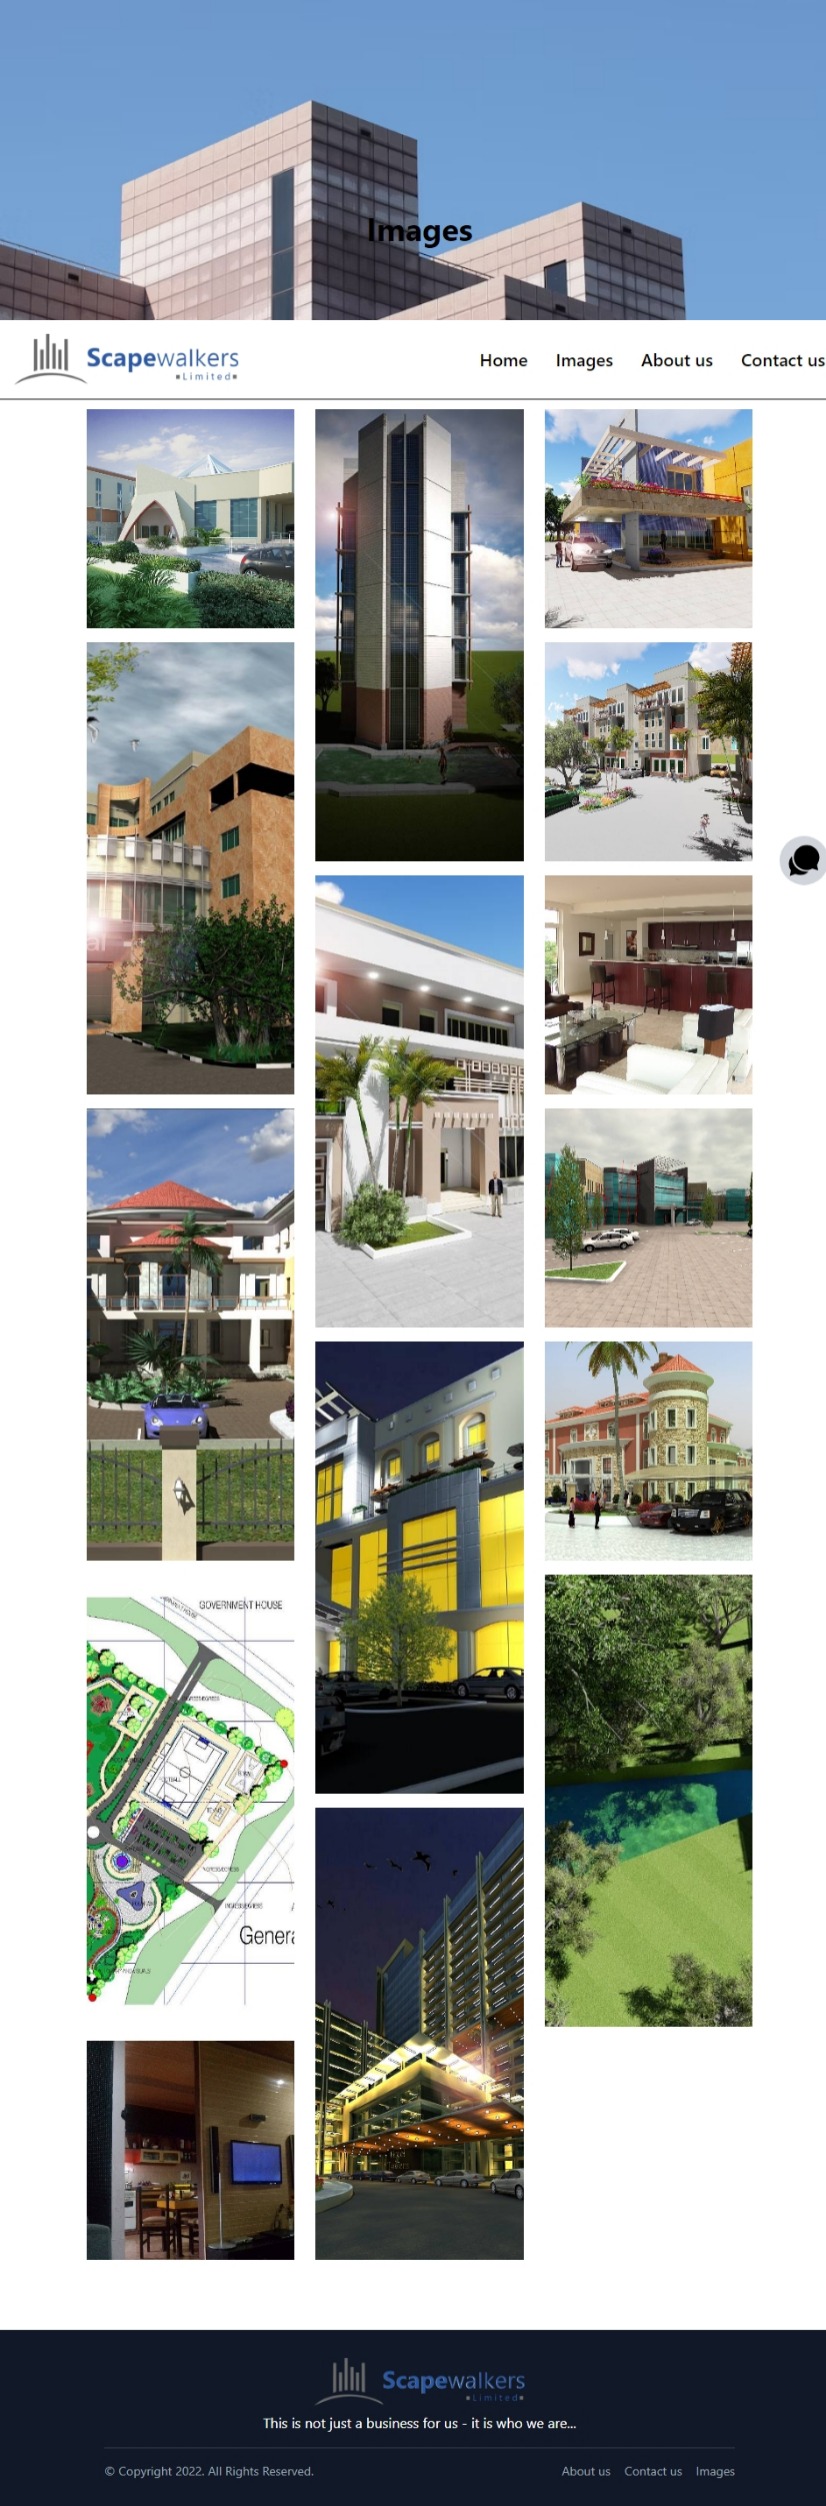 Images
Scapewalkers
Limited
Home Images About us Contact us
GOVERNMENT HOUSE
Genera
Scapewalkers
Limited
This is not just a business for us - it is who we are...
© Copyright 2022. All Rights Reserved. About us Contact us Images